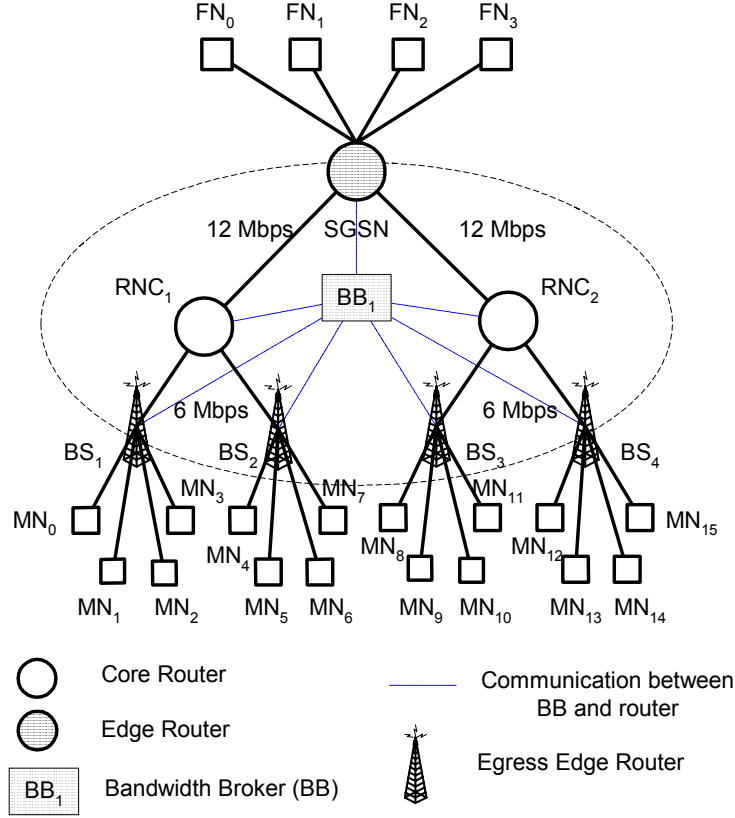 FN0 FN1 FN2 FN3
12 Mbps SGSN 12 Mbps
RNC1 BB1 RNC2
6 Mbps 6 Mbps
BS1 BS2 BS3 BS4
MN3 MN7 MN11
MN0 MN4 MN8 MN12 MN15
MN1 MN2 MN5 MN6 MN9 MN10 MN13 MN14
Core Router
Edge Router
BB1 Bandwidth Broker (BB)
Communication between
BB and router
Egress Edge Router